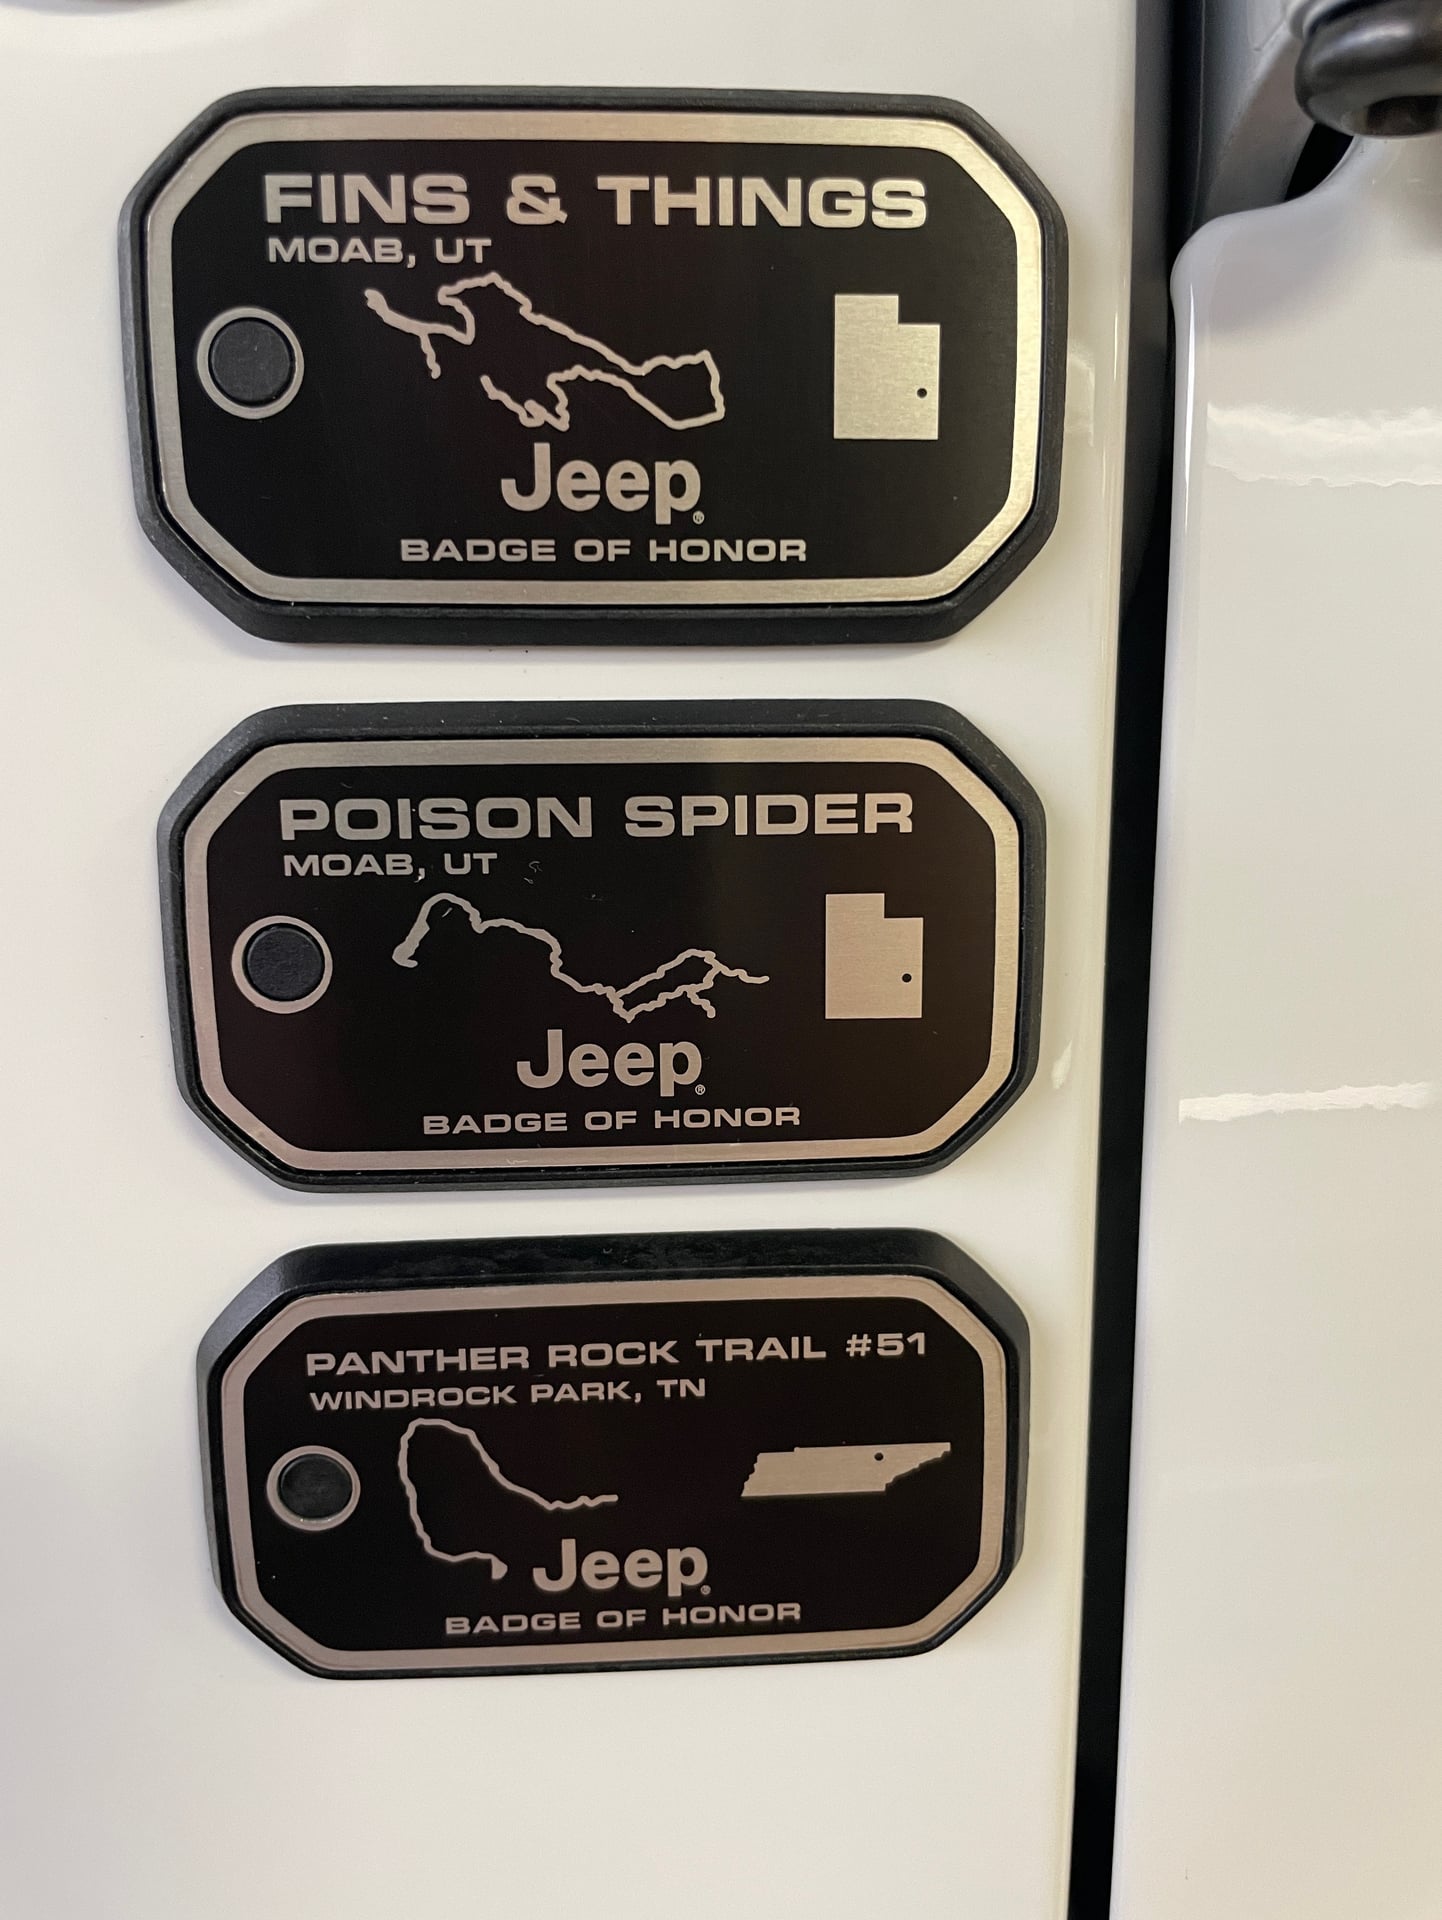 FINS & THINGS
MOAB, UT
Jeep®
BADGE OF HONOR
POISON SPIDER
MOAB, UT
Jeep®
BADGE OF HONOR
PANTHER ROCK TRAIL #51
WINDROCK PARK, TN
Jeep®
BADGE OF HONOR